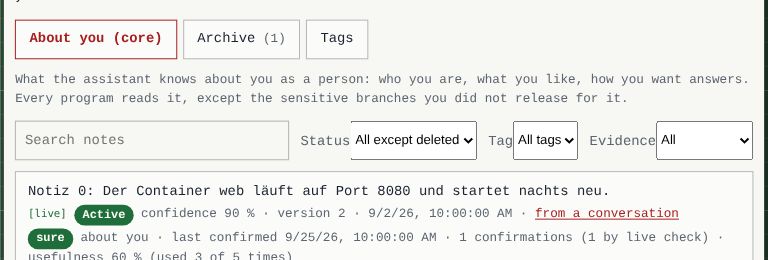 About you (core) Archive (1) Tags
What the assistant knows about you as a person: who you are, what you like, how you want answers.
Every program reads it, except the sensitive branches you did not release for it.
Search notes Status All except deleted Tag All tags Evidence All
Notiz 0: Der Container web läuft auf Port 8080 und startet nachts neu.
[live] Active confidence 90 % · version 2 · 9/2/26, 10:00:00 AM · from a conversation
sure about you · last confirmed 9/25/26, 10:00:00 AM · 1 confirmations (1 by live check) ·
usefulness 60 % (used 3 of 5 times)